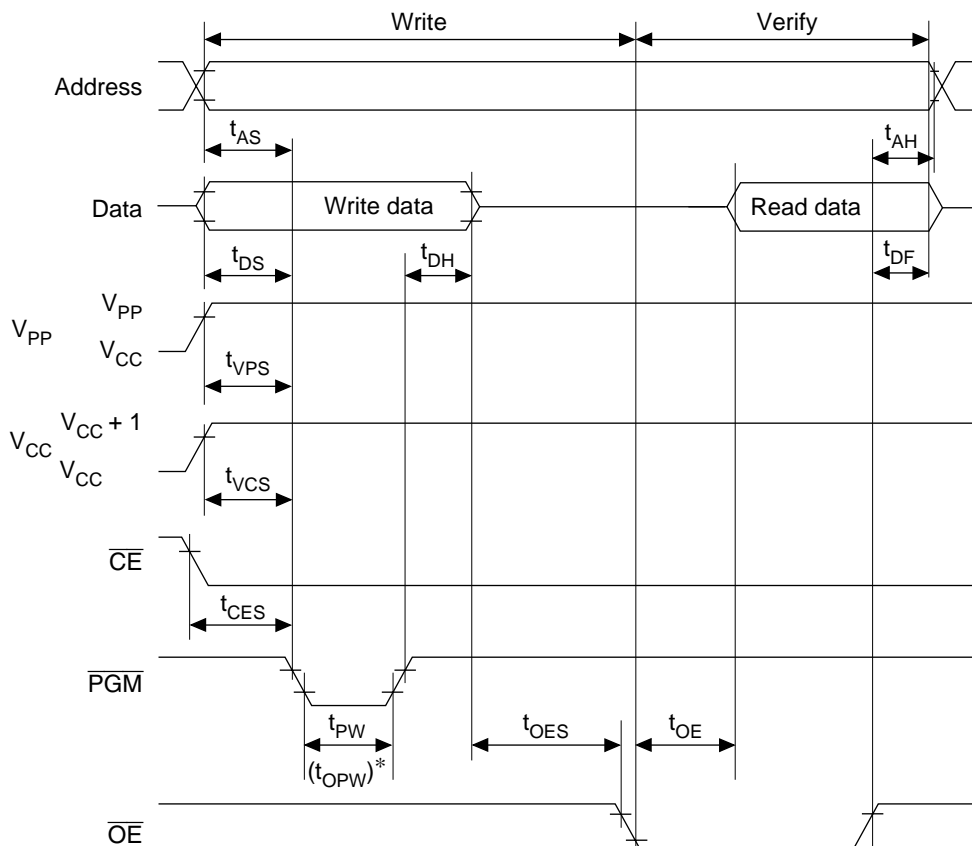 Write Verify
Address
tAS tAH
Data Write data Read data
tDS tDH tDF
VPP VPP
VCC
tVPS
VCC VCC + 1
VCC
tVCS
CE
tCES
PGM
tPW tOES tOE
(tOPW)*
OE